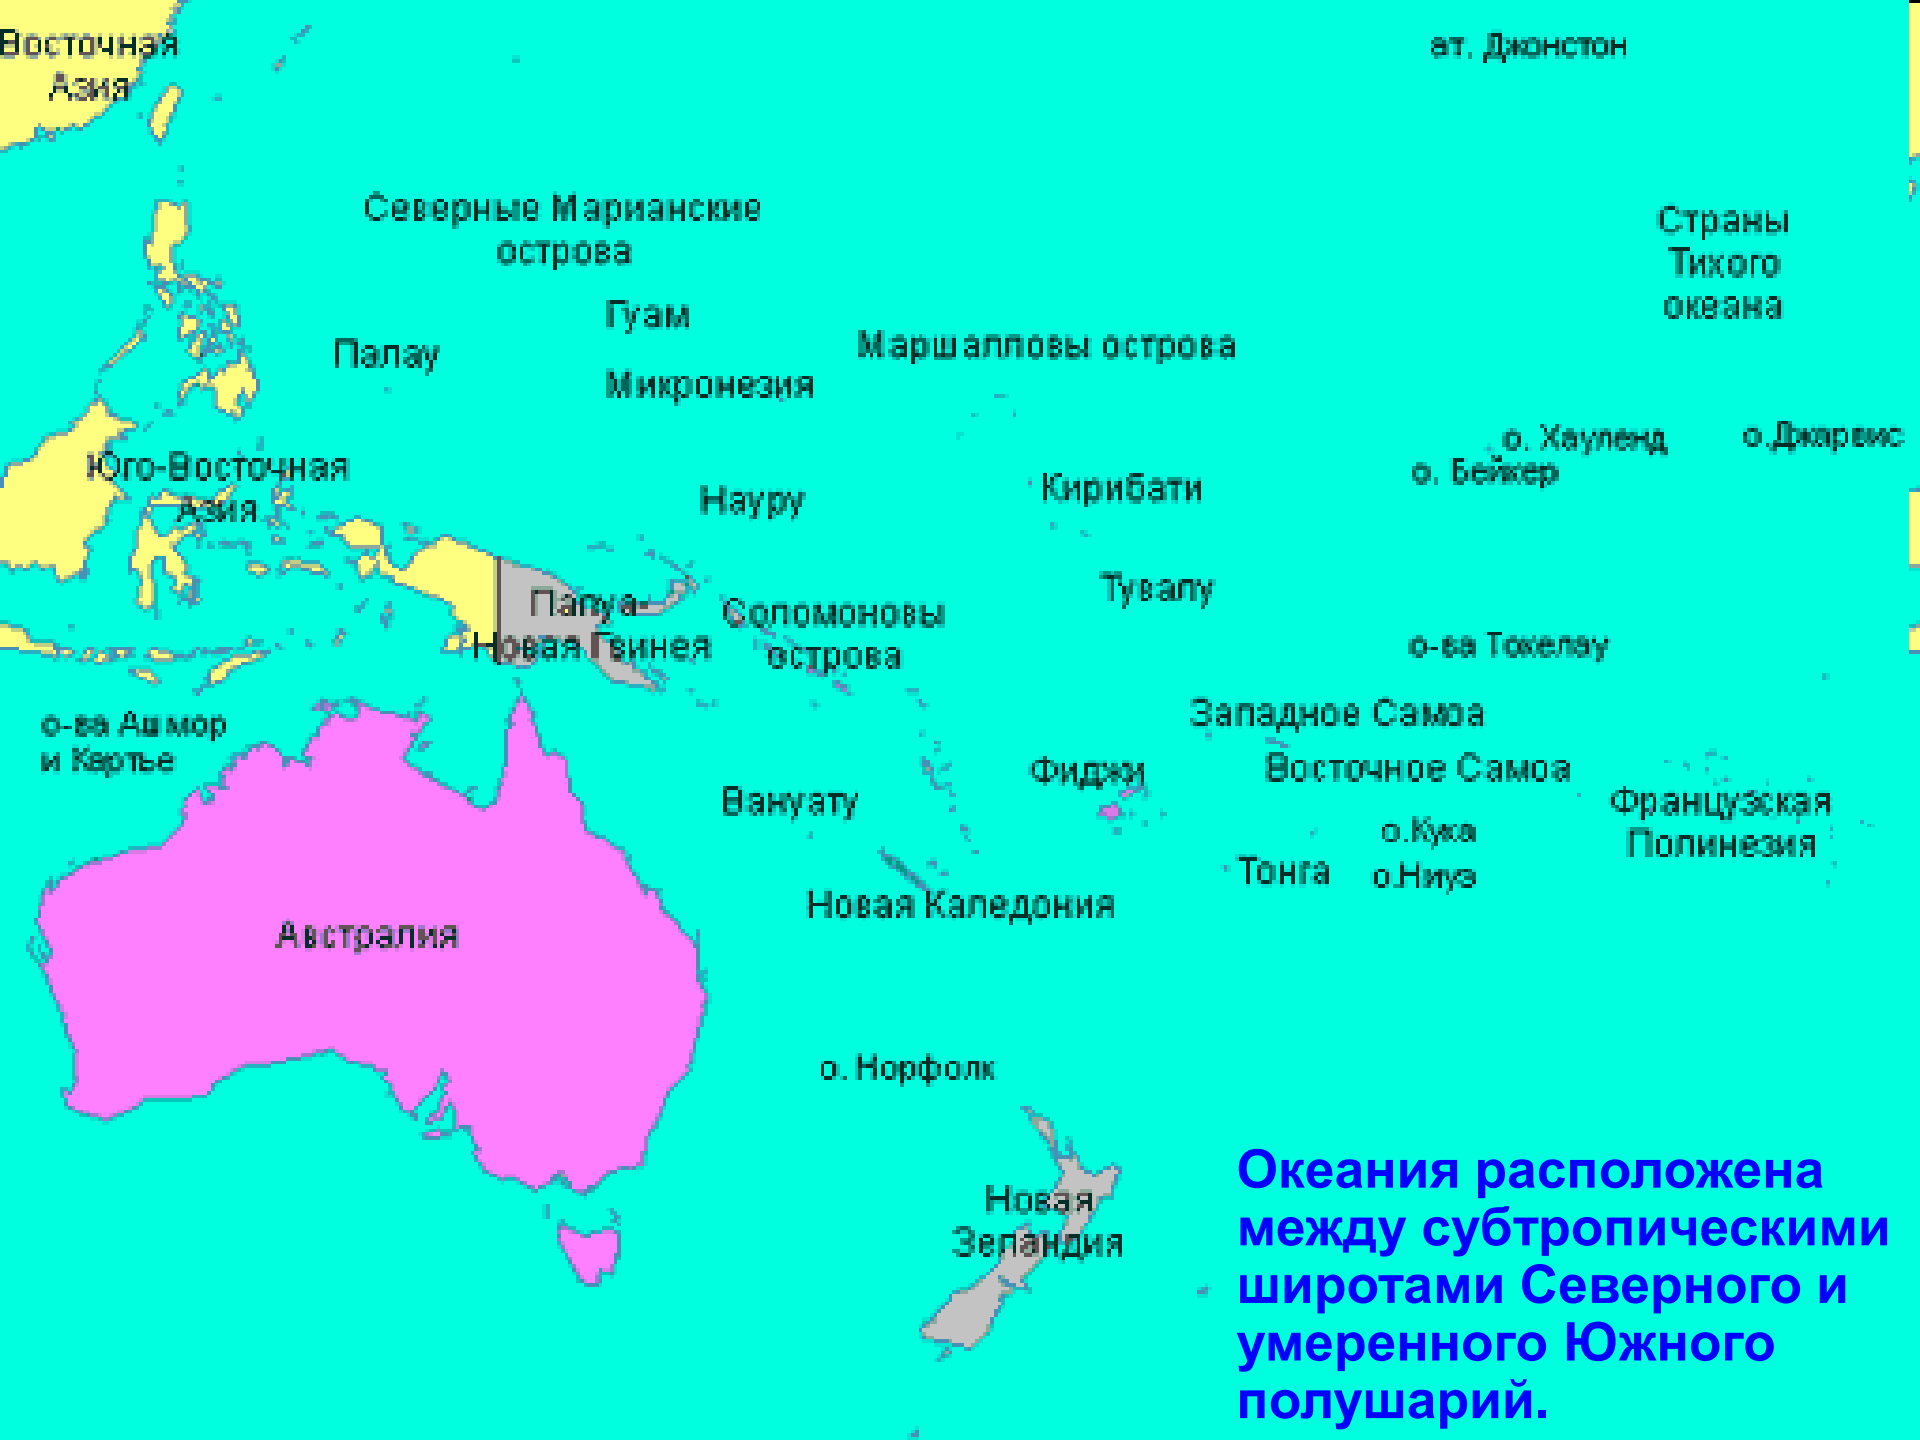 Восточная
Азия
ат. Джонстон
Северные Марианские
острова
Страны
Тихого
океана
Гуам
Палау
Маршалловы острова
Микронезия
о. Хауленд
о.Джарвис
о. Бейкер
Юго-Восточная
Азия
Науру
Кирибати
Тувалу
Папуа-
Новая Гвинея
Соломоновы
острова
о-ва Токелау
о-ва Ашмор
и Картье
Западное Самоа
Фиджи
Восточное Самоа
Вануату
Французская
Полинезия
о.Кука
Тонга
о.Ниуэ
Новая Каледония
Австралия
о. Норфолк
Новая
Зеландия
Океания расположена
между субтропическими
широтами Северного и
умеренного Южного
полушарий.